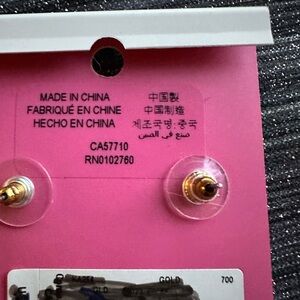 MADE IN CHINA
FABRIQUÉ EN CHINE
HECHO EN CHINA
中国製
中国制造
제조국명:중국
صنع في الصين
CA57710
RN0102760
GOLD 700